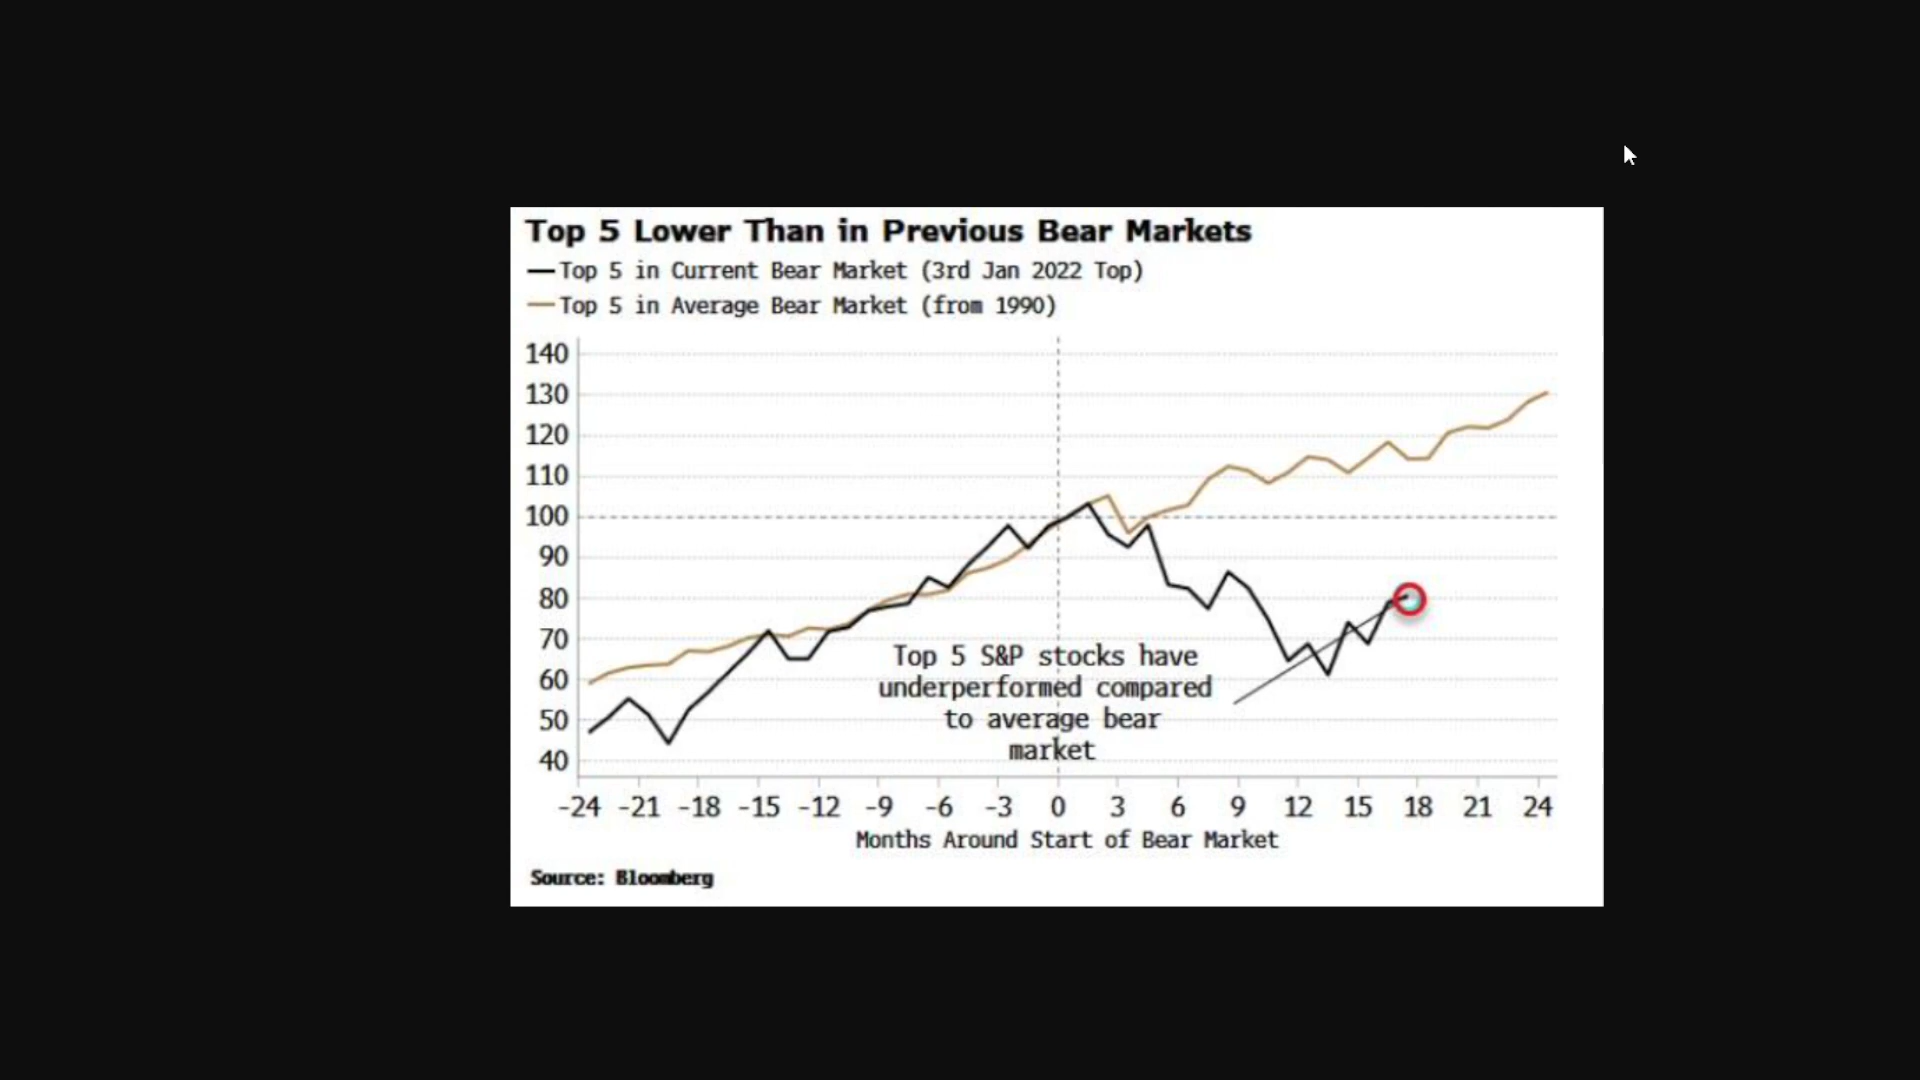 Top 5 Lower Than in Previous Bear Markets
Top 5 in Current Bear Market (3rd Jan 2022 Top)
Top 5 in Average Bear Market (from 1990)
140
130
120
110
100
90
80
70
60
50
40
Top 5 S&P stocks have
underperformed compared
to average bear
market
-24 -21 -18 -15 -12 -9 -6 -3 0 3 6 9 12 15 18 21 24
Months Around Start of Bear Market
Source: Bloomberg